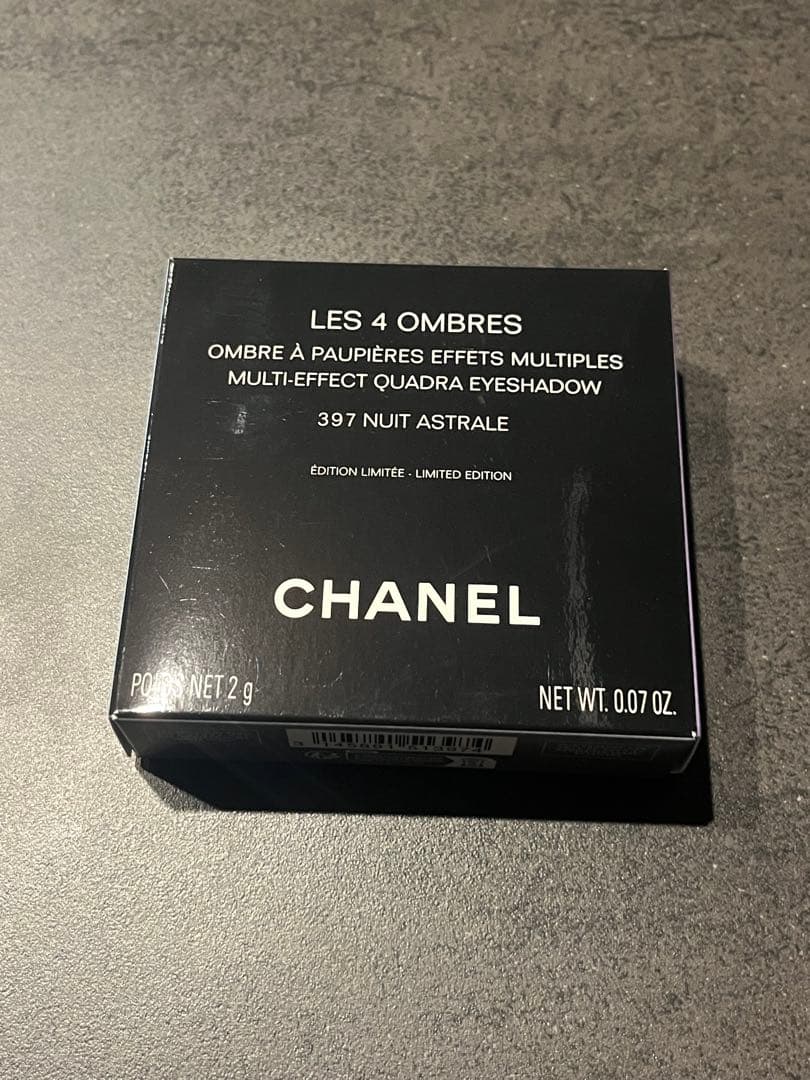 LES 4 OMBRES
OMBRE À PAUPIÈRES EFFETS MULTIPLES
MULTI-EFFECT QUADRA EYESHADOW
397 NUIT ASTRALE
ÉDITION LIMITÉE - LIMITED EDITION
CHANEL
POIDS NET 2 g
NET WT. 0.07 OZ.